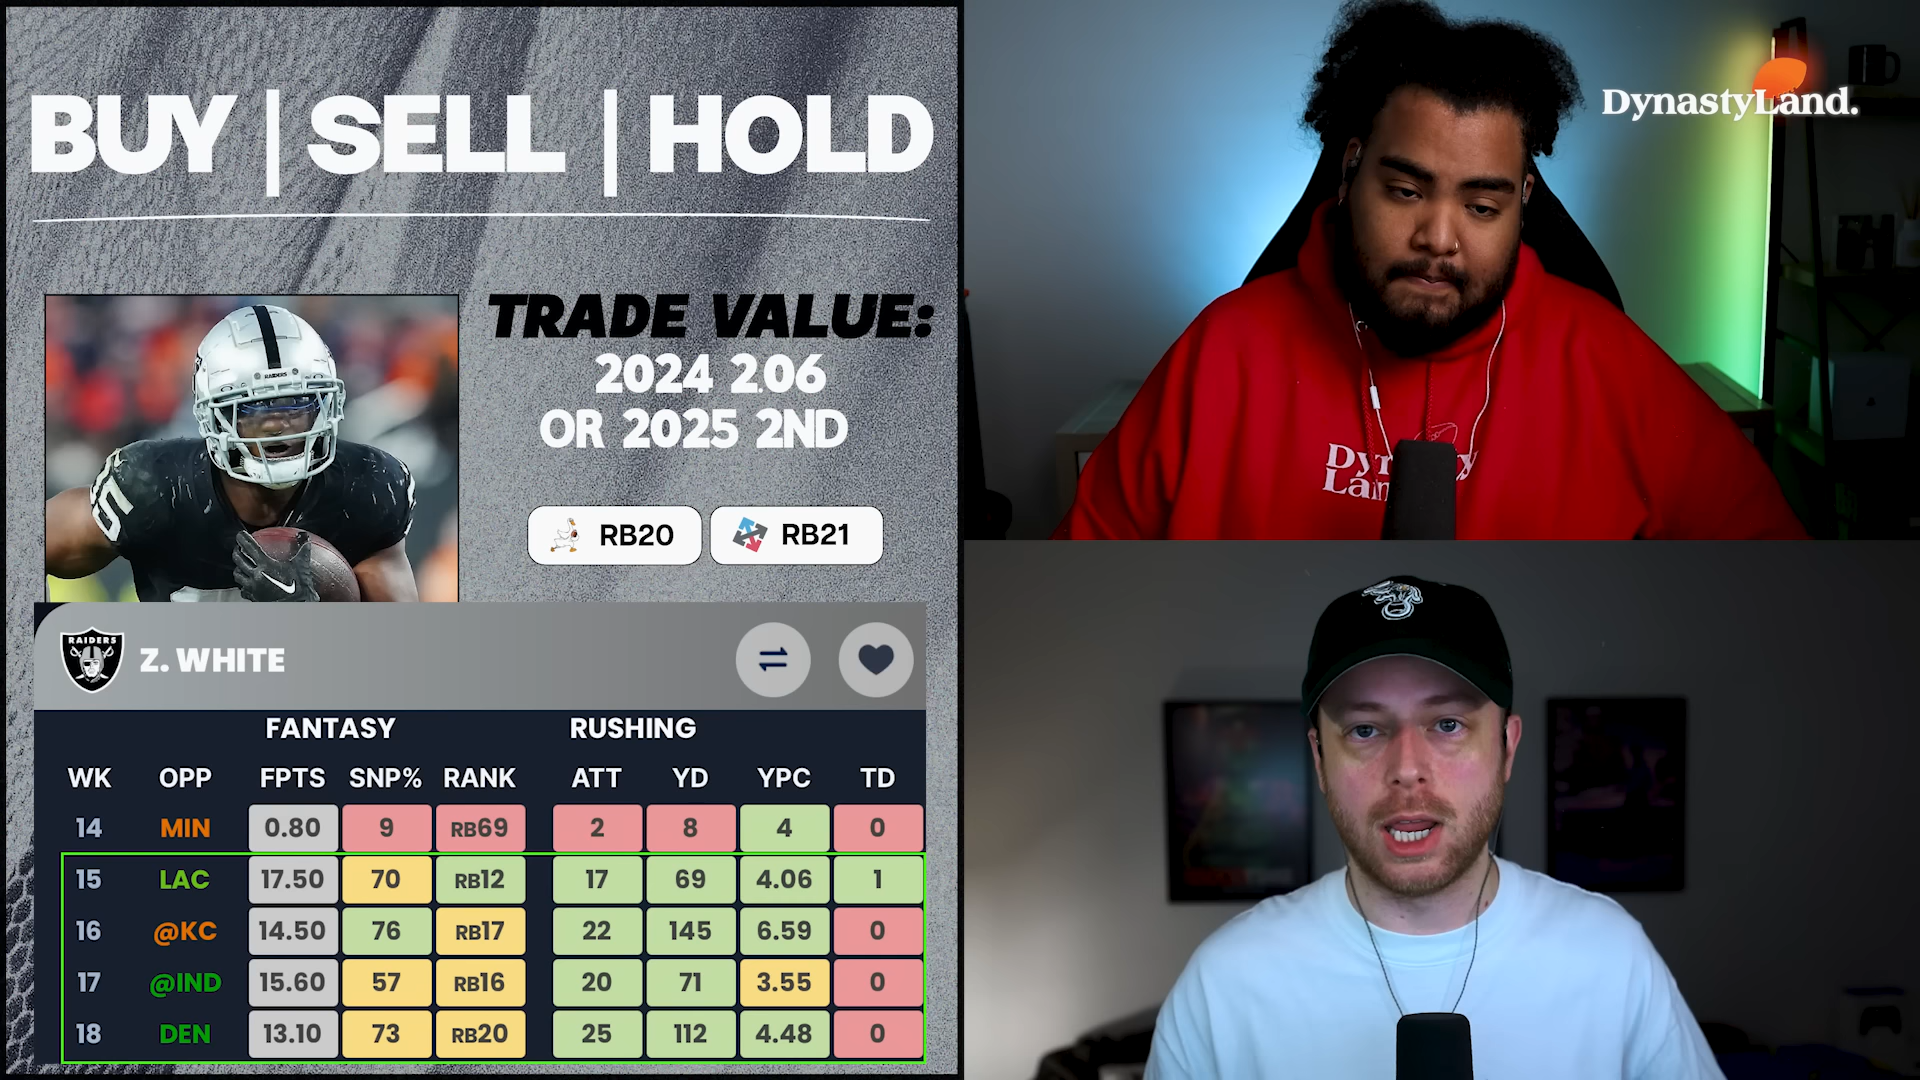 BUY | SELL | HOLD
TRADE VALUE:
2024 2.06
OR 2025 2ND
RB20
RB21
RAIDERS
Z. WHITE
FANTASY RUSHING
WK OPP FPTS SNP% RANK ATT YD YPC TD
14 MIN 0.80 9 RB69 2 8 4 0
15 LAC 17.50 70 RB12 17 69 4.06 1
16 @KC 14.50 76 RB17 22 145 6.59 0
17 @IND 15.60 57 RB16 20 71 3.55 0
18 DEN 13.10 73 RB20 25 112 4.48 0
DynastyLand.